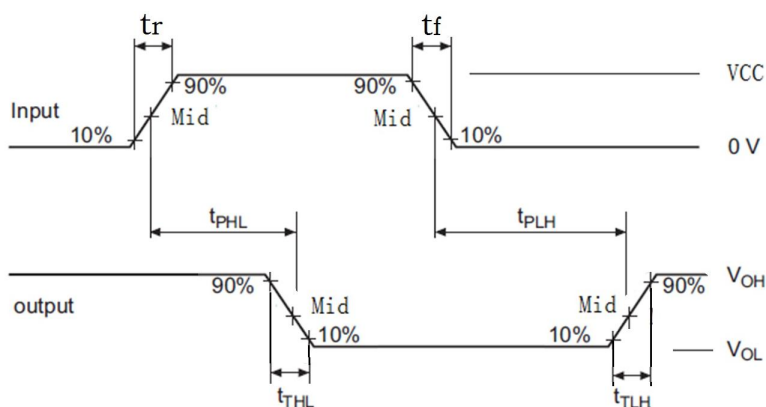 tr
tf
90%
90%
VCC
Input
Mid
Mid
10%
10%
0 V
tPHL
tPLH
VOH
90%
90%
output
Mid
Mid
10%
10%
VOL
tTHL
tTLH